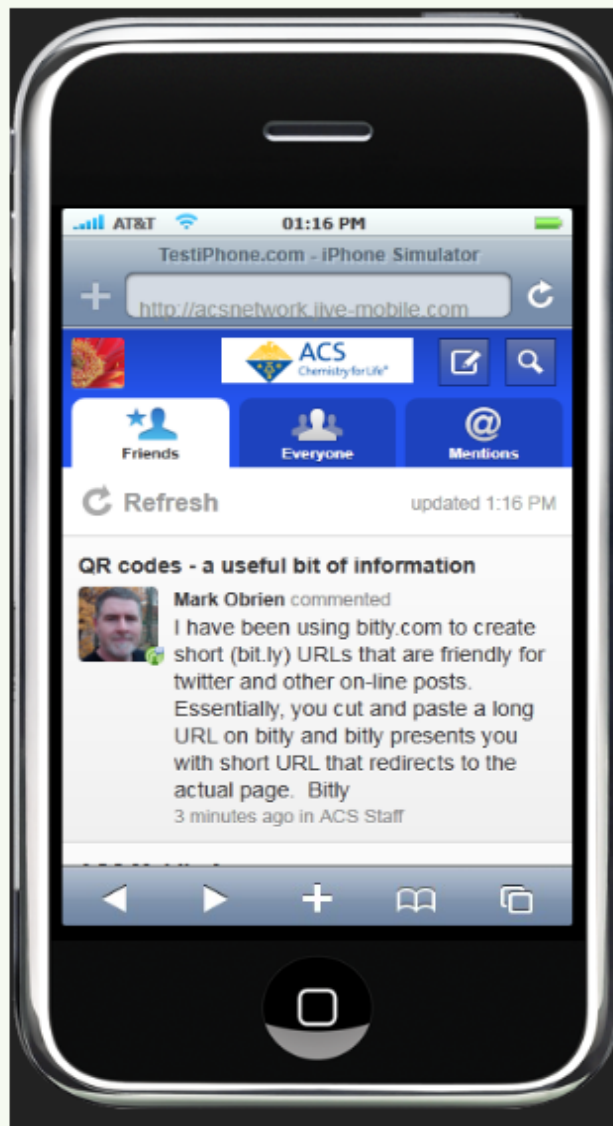 AT&T 01:16 PM
TestiPhone.com - iPhone Simulator
http://acsnetwork.jive-mobile.com
ACS
Chemistry for Life®
Friends
Everyone
@
Mentions
Refresh
updated 1:16 PM
QR codes - a useful bit of information
Mark Obrien commented
I have been using bitly.com to create
short (bit.ly) URLs that are friendly for
twitter and other on-line posts.
Essentially, you cut and paste a long
URL on bitly and bitly presents you
with short URL that redirects to the
actual page. Bitly
3 minutes ago in ACS Staff